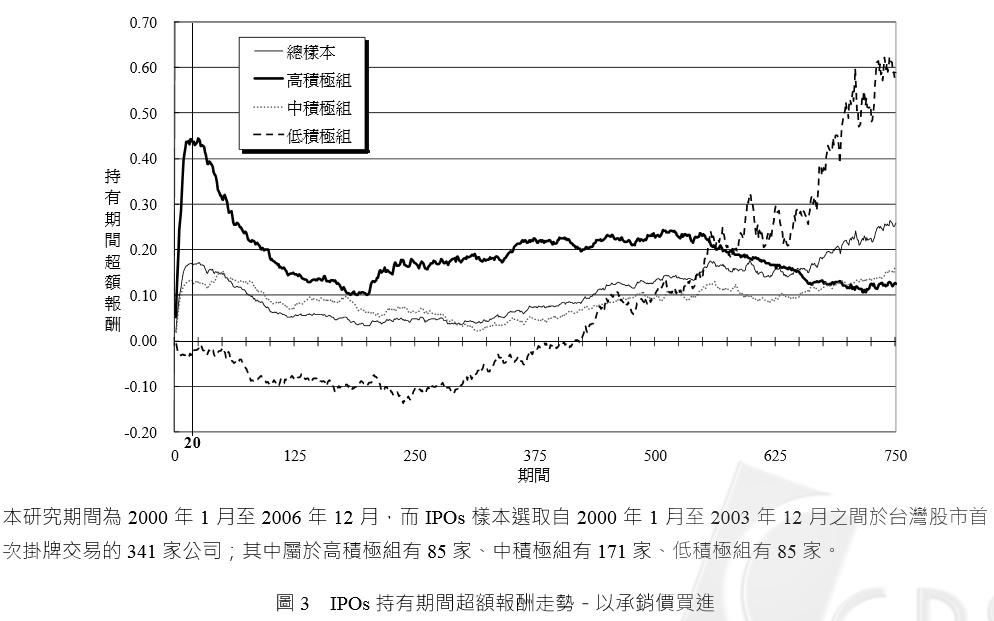 0.70
0.60
0.50
0.40
0.30
0.20
0.10
0.00
-0.10
-0.20
持有期間超額報酬
總樣本
高積極組
中積極組
低積極組
20
0 125 250 375 500 625 750
期間
本研究期間為 2000 年 1 月至 2006 年 12 月，而 IPOs 樣本選取自 2000 年 1 月至 2003 年 12 月之間於台灣股市首
次掛牌交易的 341 家公司；其中屬於高積極組有 85 家、中積極組有 171 家、低積極組有 85 家。
圖 3 IPOs 持有期間超額報酬走勢－以承銷價買進